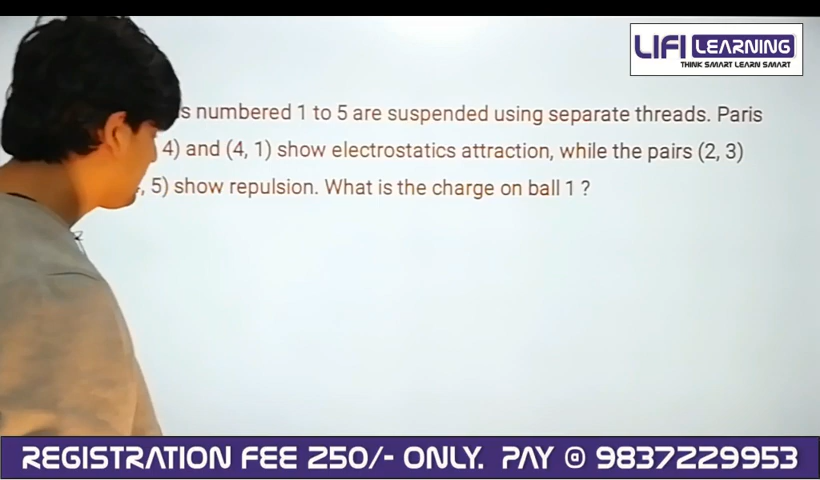 LIFI LEARNING
THINK SMART LEARN SMART
s numbered 1 to 5 are suspended using separate threads. Paris
4) and (4, 1) show electrostatics attraction, while the pairs (2, 3)
, 5) show repulsion. What is the charge on ball 1 ?
REGISTRATION FEE 250/- ONLY. PAY @ 9837229953